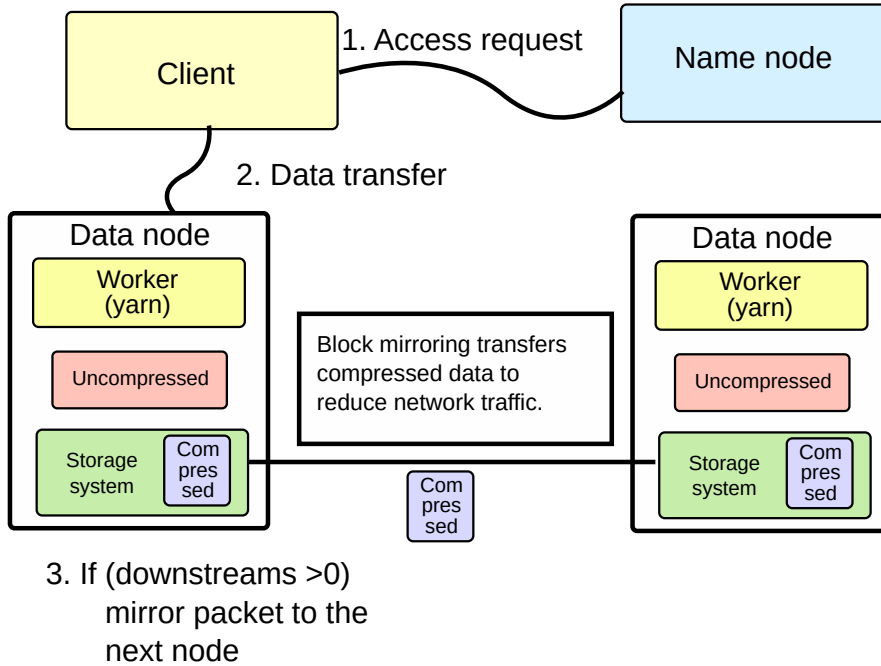 1. Access request
Client
Name node
2. Data transfer
Data node
Worker
(yarn)
Uncompressed
Storage
system
Com
pres
sed
Block mirroring transfers
compressed data to
reduce network traffic.
Com
pres
sed
Data node
Worker
(yarn)
Uncompressed
Storage
system
Com
pres
sed
3. If (downstreams >0)
mirror packet to the
next node